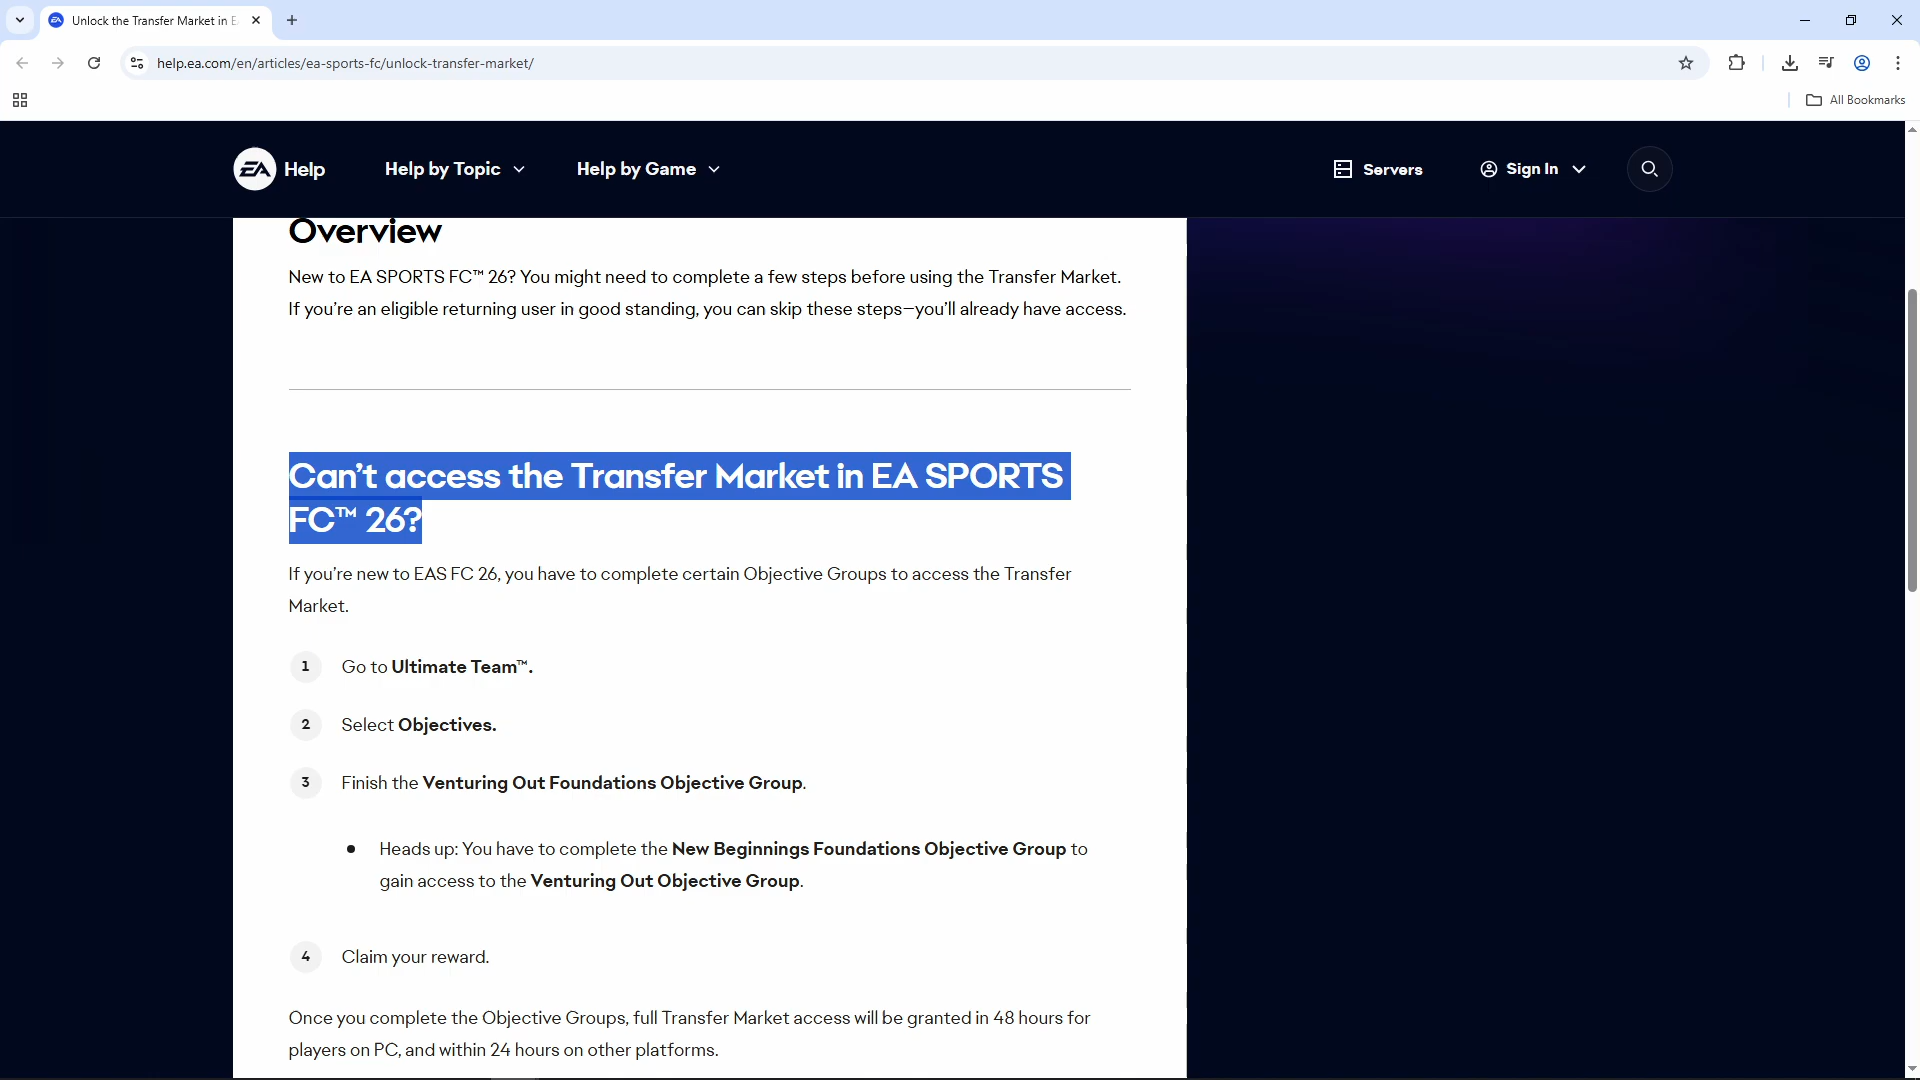 Unlock the Transfer Market in E
help.ea.com/en/articles/ea-sports-fc/unlock-transfer-market/
All Bookmarks
EA Help
Help by Topic
Help by Game
Servers
Sign In
Overview
New to EA SPORTS FC™ 26? You might need to complete a few steps before using the Transfer Market.
If you’re an eligible returning user in good standing, you can skip these steps—you’ll already have access.
Can’t access the Transfer Market in EA SPORTS
FC™ 26?
If you’re new to EAS FC 26, you have to complete certain Objective Groups to access the Transfer
Market.
1 Go to Ultimate Team™.
2 Select Objectives.
3 Finish the Venturing Out Foundations Objective Group.
• Heads up: You have to complete the New Beginnings Foundations Objective Group to
gain access to the Venturing Out Objective Group.
4 Claim your reward.
Once you complete the Objective Groups, full Transfer Market access will be granted in 48 hours for
players on PC, and within 24 hours on other platforms.